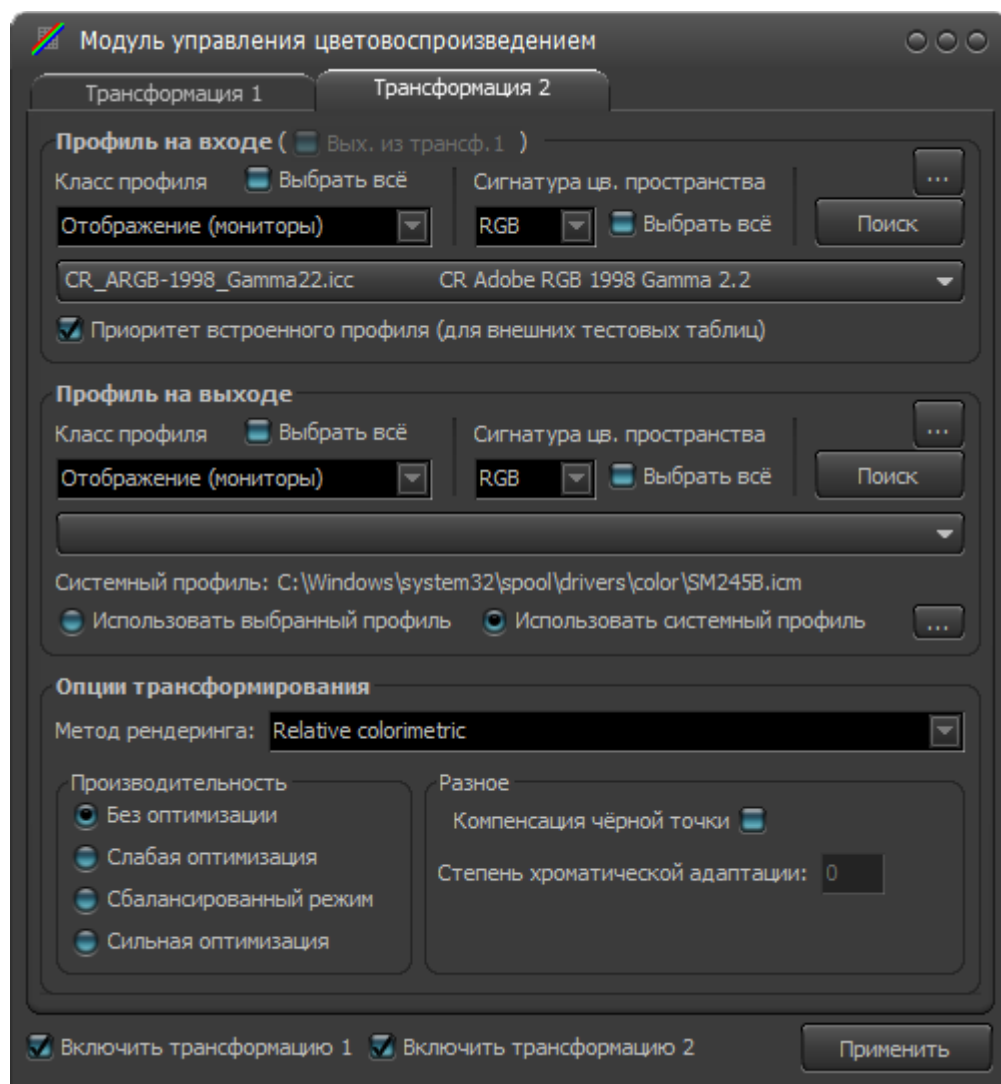 Модуль управления цветовоспроизведением
Трансформация 1 Трансформация 2
Профиль на входе ( Вых. из трансф.1 )
Класс профиля Выбрать всё Сигнатура цв. пространства ...
Отображение (мониторы) RGB Выбрать всё Поиск
CR_ARGB-1998_Gamma22.icc CR Adobe RGB 1998 Gamma 2.2
Приоритет встроенного профиля (для внешних тестовых таблиц)
Профиль на выходе
Класс профиля Выбрать всё Сигнатура цв. пространства ...
Отображение (мониторы) RGB Выбрать всё Поиск
Системный профиль: C:\Windows\system32\spool\drivers\color\SM245B.icm
Использовать выбранный профиль Использовать системный профиль ...
Опции трансформирования
Метод рендеринга: Relative colorimetric
Производительность Разное
Без оптимизации
Компенсация чёрной точки
Слабая оптимизация
Степень хроматической адаптации: 0
Сбалансированный режим
Сильная оптимизация
Включить трансформацию 1 Включить трансформацию 2 Применить